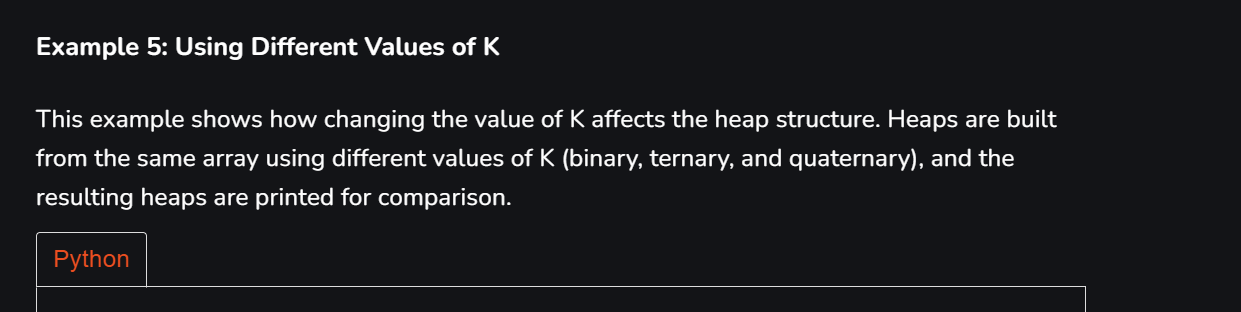 Example 5: Using Different Values of K
This example shows how changing the value of K affects the heap structure. Heaps are built
from the same array using different values of K (binary, ternary, and quaternary), and the
resulting heaps are printed for comparison.
Python